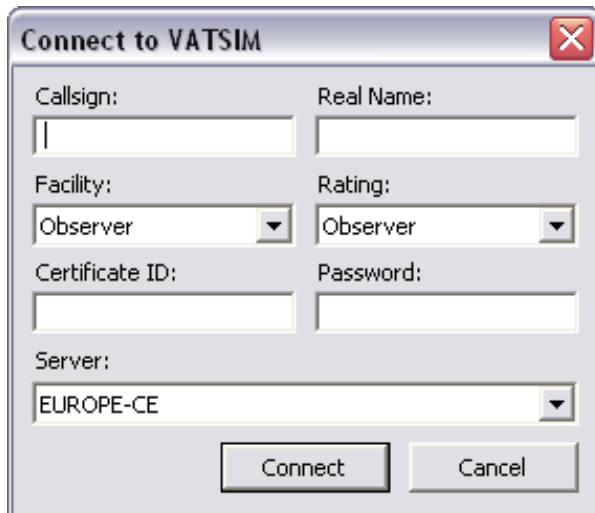 Connect to VATSIM
Callsign: Real Name:
Facility: Rating:
Observer Observer
Certificate ID: Password:
Server:
EUROPE-CE
Connect Cancel